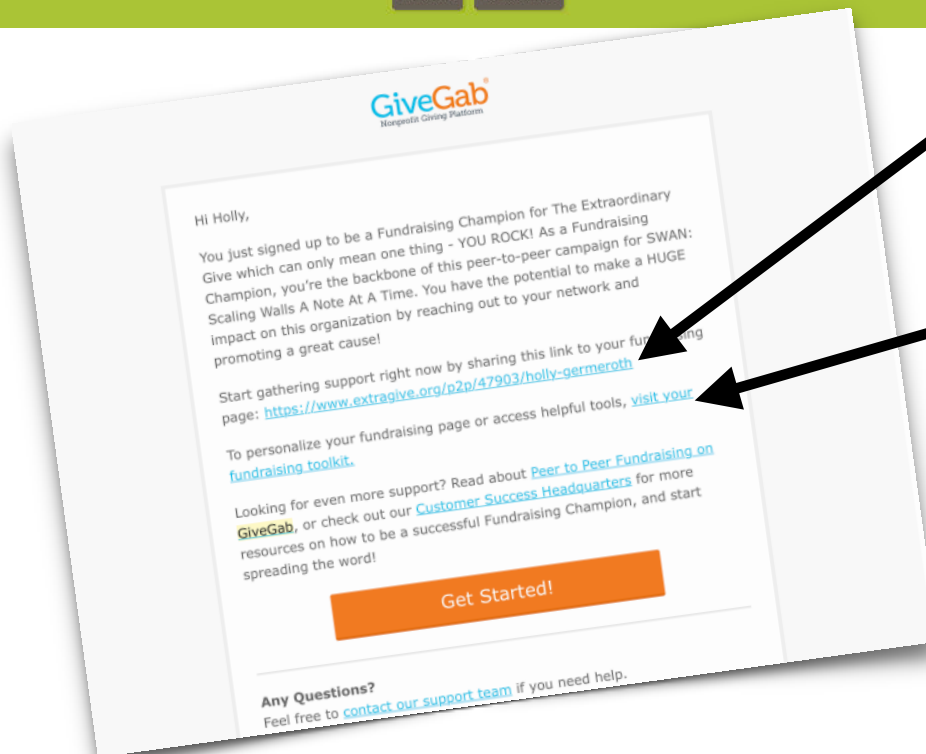 GiveGab
Nonprofit Giving Platform
Hi Holly,
You just signed up to be a Fundraising Champion for The Extraordinary
Give which can only mean one thing - YOU ROCK! As a Fundraising
Champion, you're the backbone of this peer-to-peer campaign for SWAN:
Scaling Walls A Note At A Time. You have the potential to make a HUGE
impact on this organization by reaching out to your network and
promoting a great cause!
Start gathering support right now by sharing this link to your fundraising
page: https://www.extragive.org/p2p/47903/holly-germeroth
To personalize your fundraising page or access helpful tools, visit your
fundraising toolkit.
Looking for even more support? Read about Peer to Peer Fundraising on
GiveGab, or check out our Customer Success Headquarters for more
resources on how to be a successful Fundraising Champion, and start
spreading the word!
Get Started!
Any Questions?
Feel free to contact our support team if you need help.